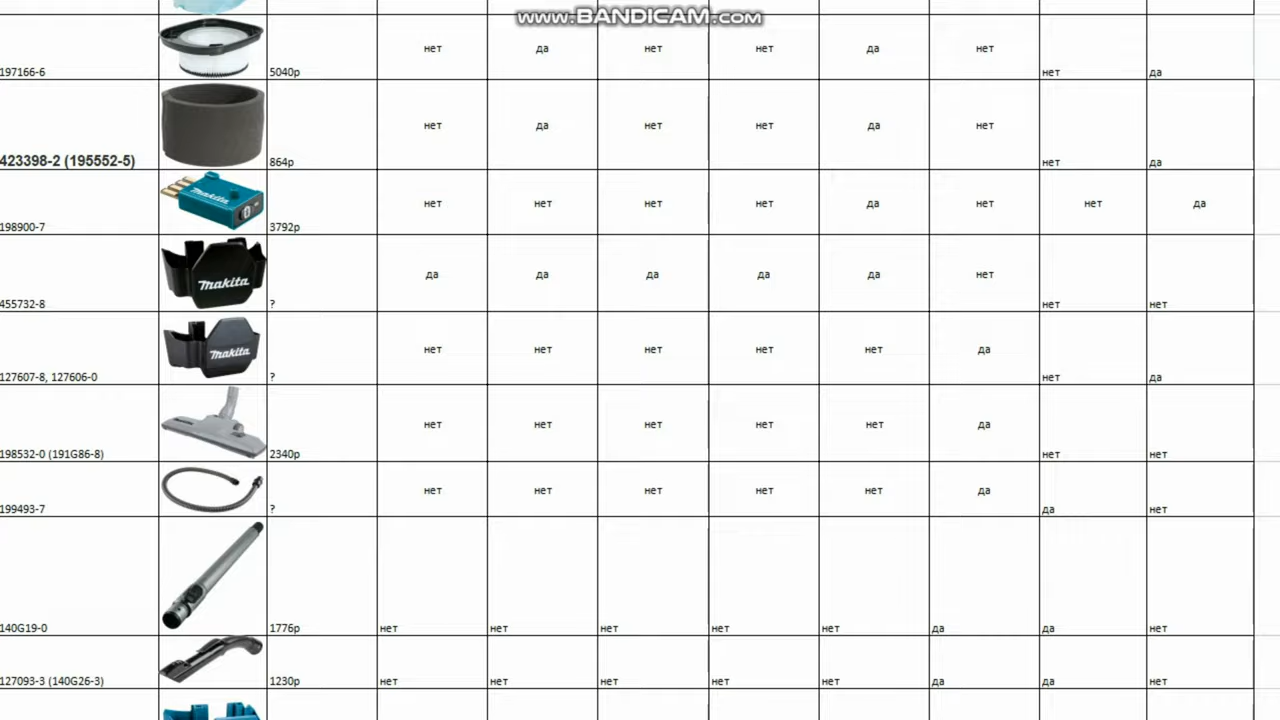 www.BANDICAM.com
197166-6 5040р нет да нет нет да нет нет да
423398-2 (195552-5) 864р нет да нет нет да нет нет да
makita
198900-7 3792р нет нет нет нет да нет нет да
makita
455732-8 ? да да да да да нет нет нет
makita
127607-8, 127606-0 ? нет нет нет нет нет да нет да
198532-0 (191G86-8) 2340р нет нет нет нет нет да нет нет
199493-7 ? нет нет нет нет нет да да нет
140G19-0 1776р нет нет нет нет нет да да нет
127093-3 (140G26-3) 1230р нет нет нет нет нет да да нет